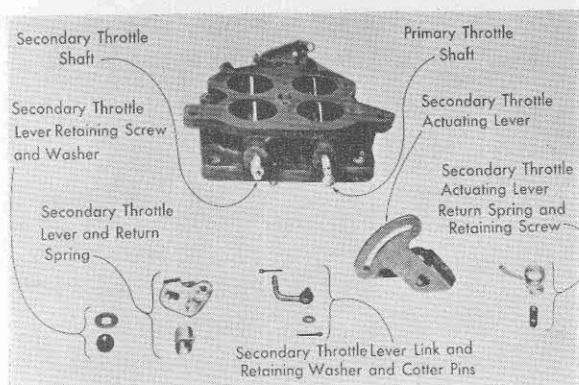 Secondary Throttle
Shaft
Primary Throttle
Shaft
Secondary Throttle
Lever Retaining Screw
and Washer
Secondary Throttle
Actuating Lever
Secondary Throttle
Actuating Lever
Return Spring and
Retaining Screw
Secondary Throttle
Lever and Return
Spring
Secondary Throttle Lever Link and
Retaining Washer and Cotter Pins